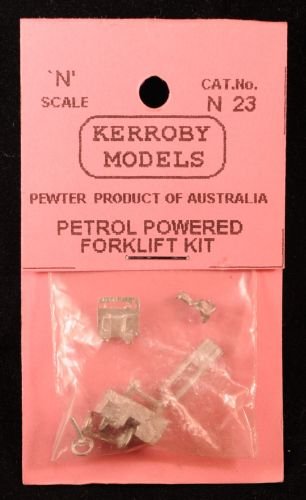 `N'
SCALE
CAT.No.
N 23
KERROBY
MODELS
PEWTER PRODUCT OF AUSTRALIA
PETROL POWERED
FORKLIFT KIT